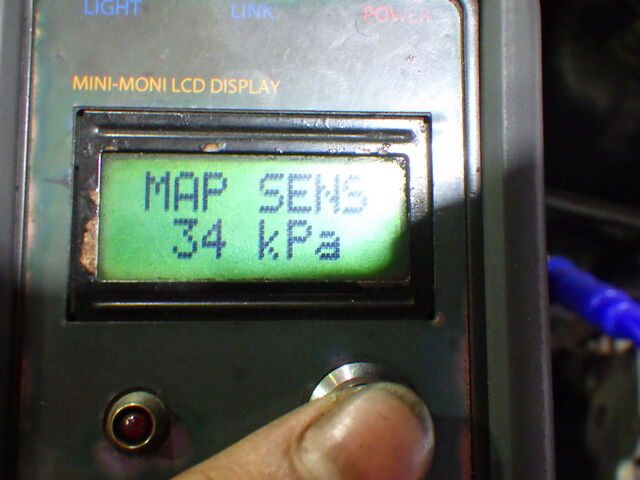 LIGHT LINK POWER
MINI-MONI LCD DISPLAY
MAP SENS
34 kPa